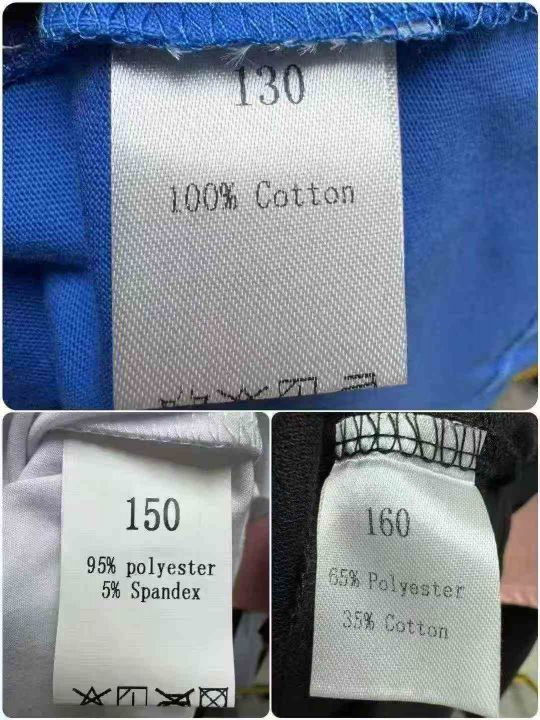 130
100% Cotton
150
95% polyester
5% Spandex
160
65% Polyester
35% Cotton